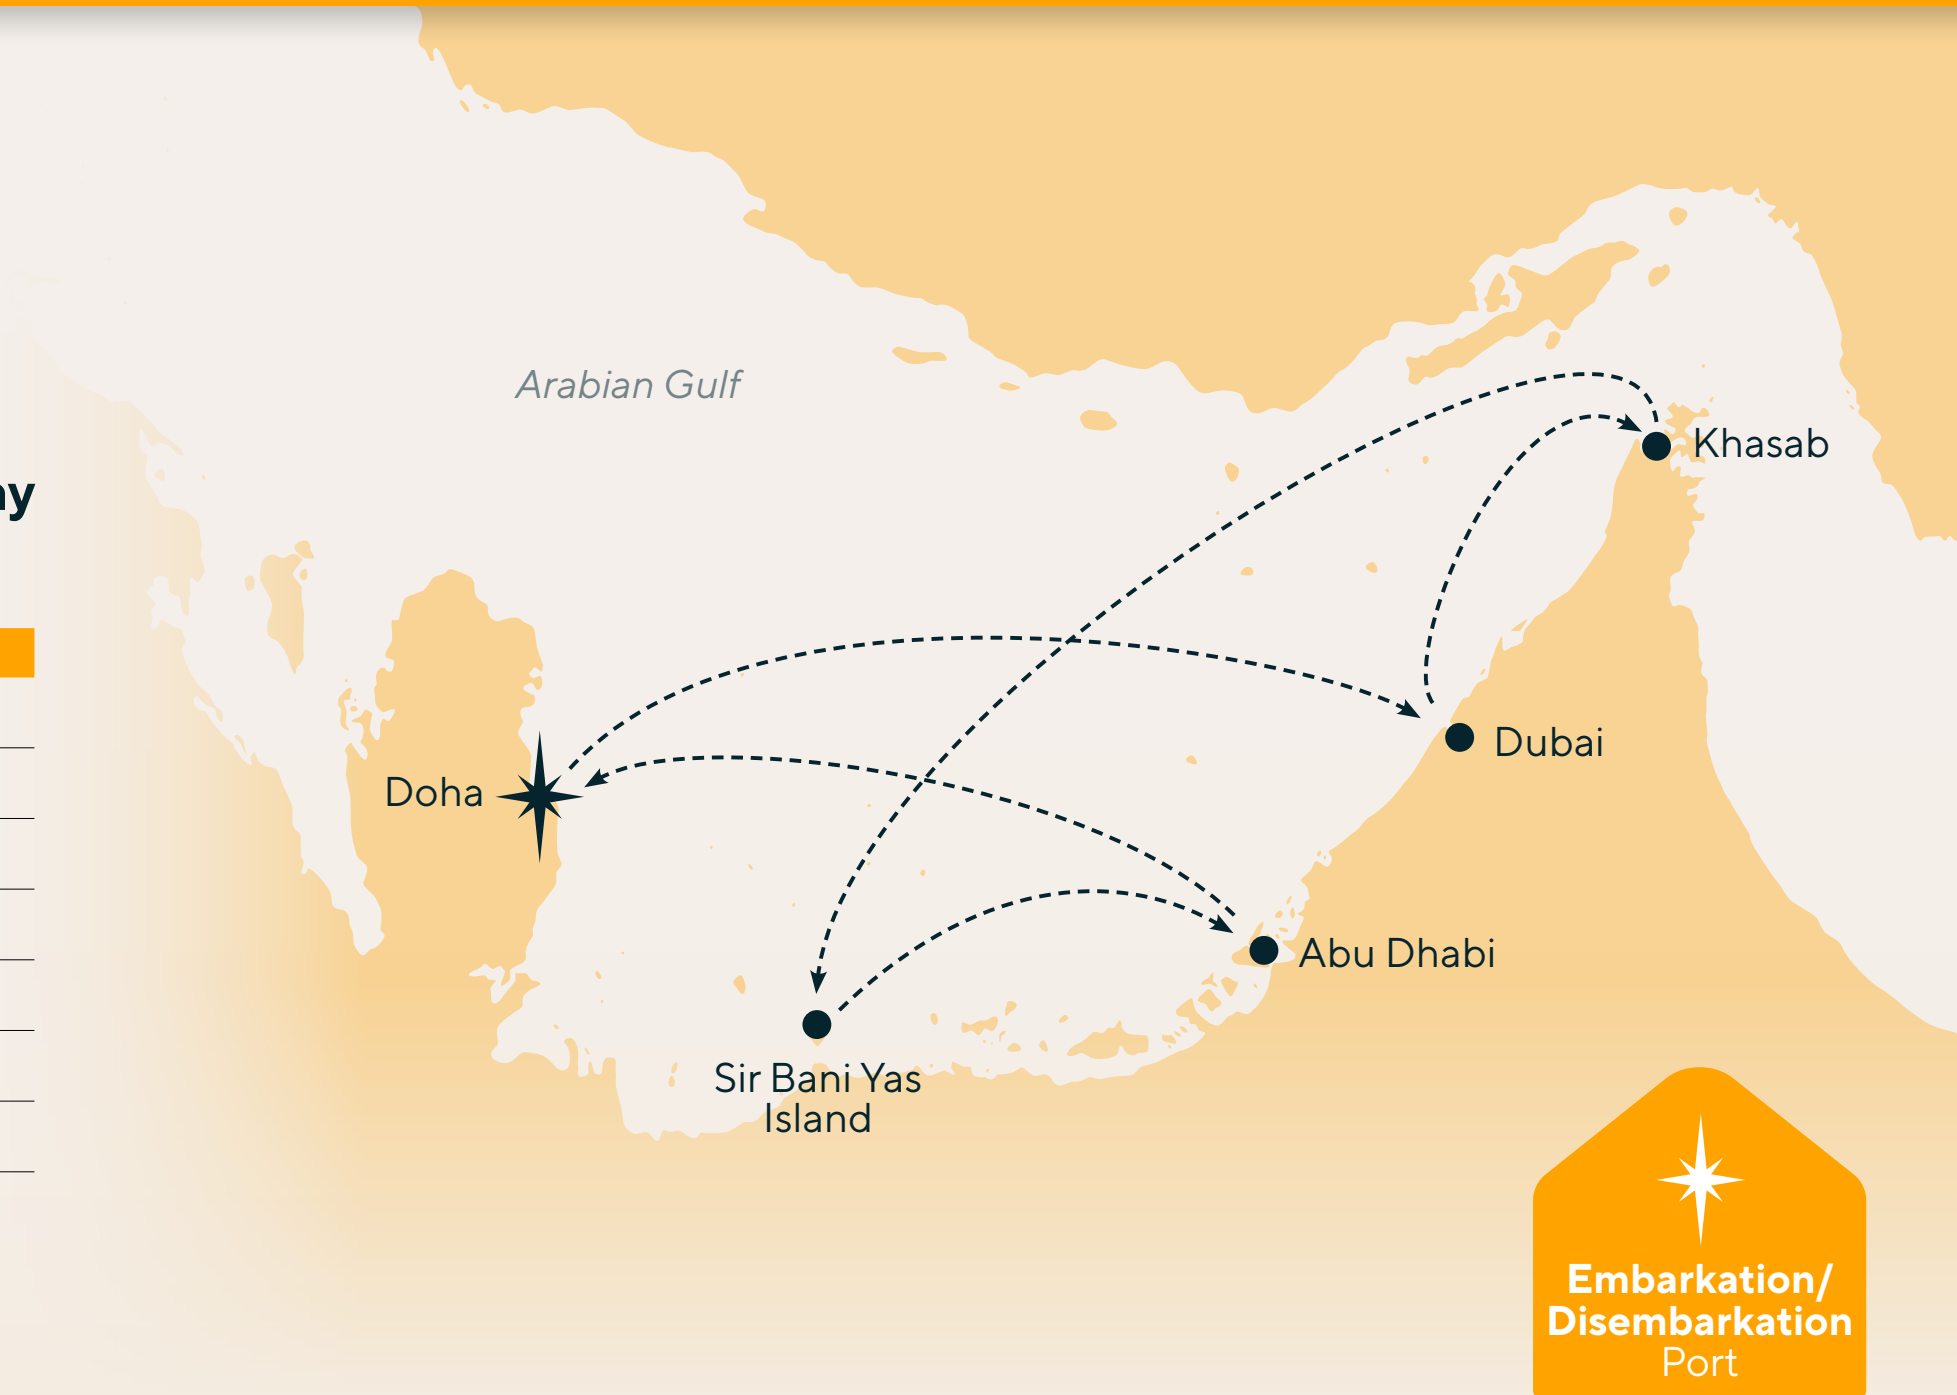 Arabian Gulf
Khasab
Dubai
Doha
Abu Dhabi
Sir Bani Yas
Island
Embarkation/
Disembarkation
Port